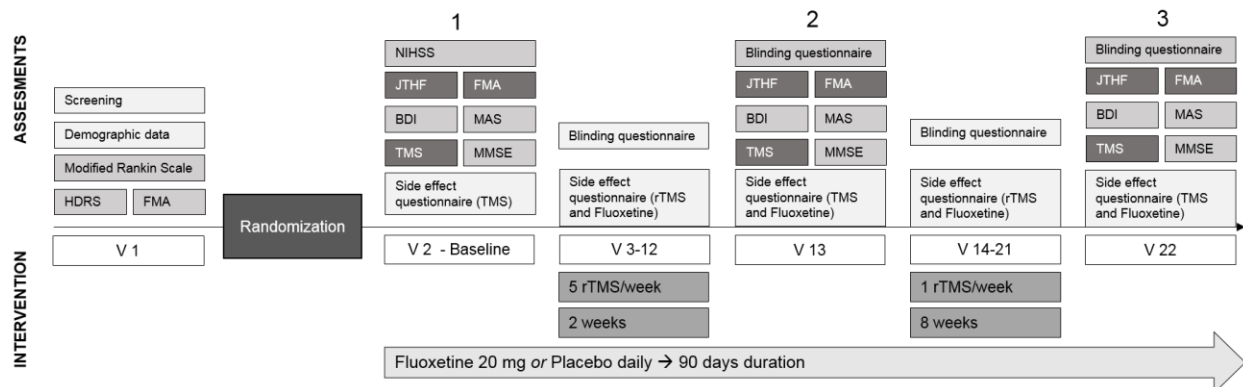 ASSESMENTS
Screening
Demographic data
Modified Rankin Scale
HDRS
FMA
Randomization
1
NIHSS
JTHF
FMA
BDI
MAS
TMS
MMSE
Side effect
questionnaire (TMS)
Blinding questionnaire
Side effect
questionnaire (rTMS
and Fluoxetine)
2
Blinding questionnaire
JTHF
FMA
BDI
MAS
TMS
MMSE
Side effect
questionnaire (TMS
and Fluoxetine)
Blinding questionnaire
Side effect
questionnaire (rTMS
and Fluoxetine)
3
Blinding questionnaire
JTHF
FMA
BDI
MAS
TMS
MMSE
Side effect
questionnaire (TMS
and Fluoxetine)
V 1
V 2 - Baseline
V 3-12
V 13
V 14-21
V 22
INTERVENTION
5 rTMS/week
2 weeks
1 rTMS/week
8 weeks
Fluoxetine 20 mg or Placebo daily → 90 days duration